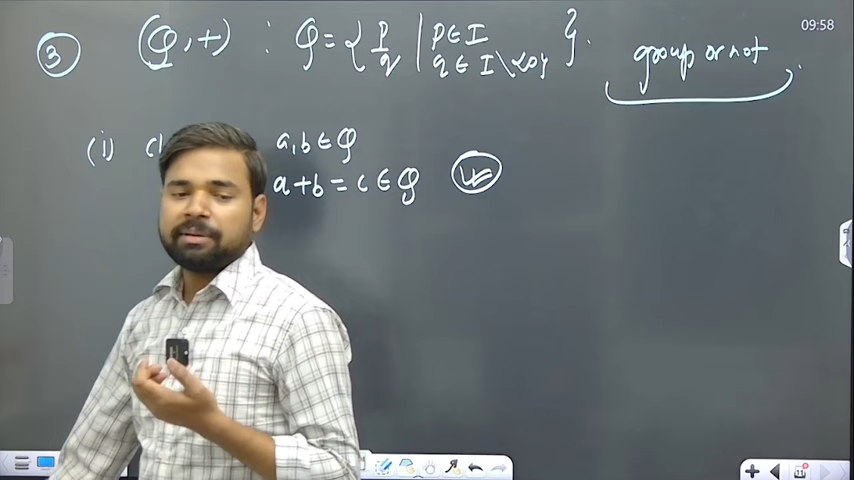 ③ (Q, +) : Q = { p/q | p ∈ I
q ∈ I \ {0} }. group or not
09:58
(i) a, b ∈ Q
a + b = c ∈ Q